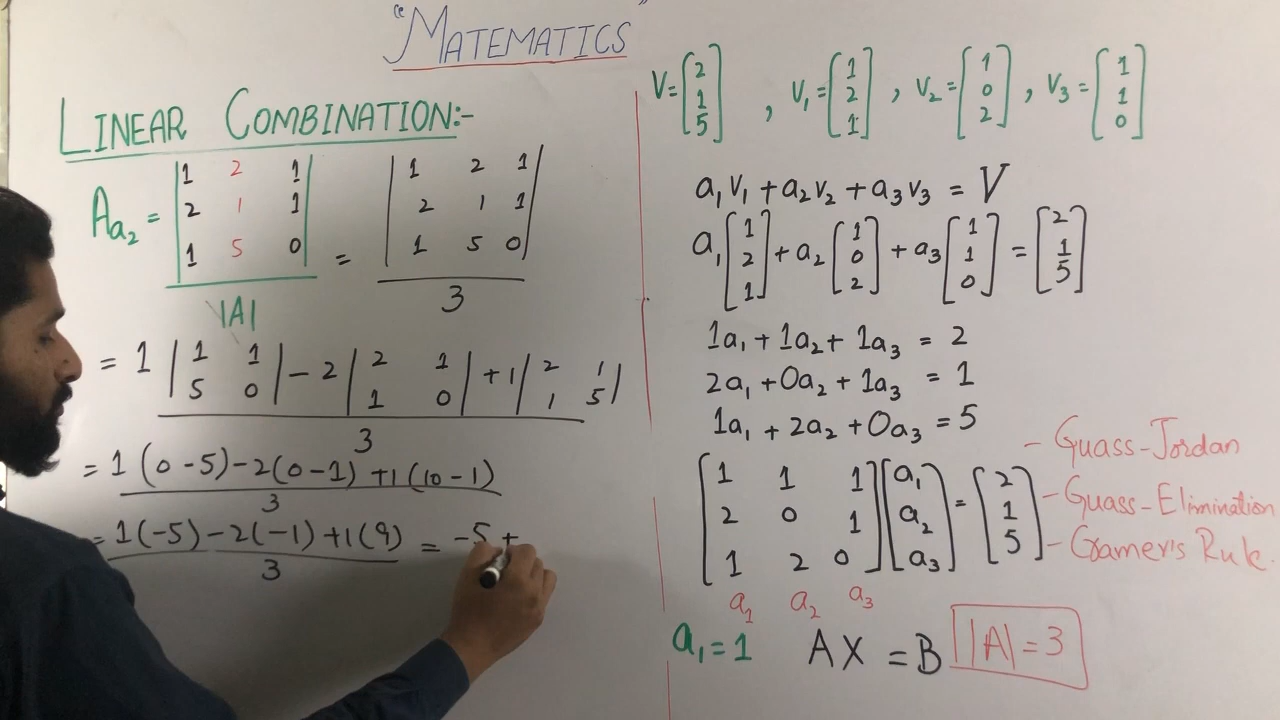 "MATEMATICS"
LINEAR COMBINATION:-
Aa₂ = |1 2 1|
|2 1 1|
|1 5 0|
|A|
= |1 2 1|
|2 1 1|
|1 5 0|
3
= 1 |1 1| - 2 |2 1| + 1 |2 1|
|5 0| |1 0| |1 5|
3
= 1 (0-5) - 2(0-1) + 1(10-1)
3
= 1(-5) - 2(-1) + 1(9) = -5 +
3
V = [2 1 5] , V₁ = [1 2 1] , V₂ = [1 0 2] , V₃ = [1 1 0]
a₁V₁ + a₂V₂ + a₃V₃ = V
a₁ [1 2 1] + a₂ [1 0 2] + a₃ [1 1 0] = [2 1 5]
1a₁ + 1a₂ + 1a₃ = 2
2a₁ + 0a₂ + 1a₃ = 1
1a₁ + 2a₂ + 0a₃ = 5
[1 1 1] [a₁] = [2]
[2 0 1] [a₂] [1]
[1 2 0] [a₃] [5]
a₁ a₂ a₃
- Guass-Jordan
- Guass-Elimination
- Cramer's Rule.
a₁ = 1 AX = B |A| = 3